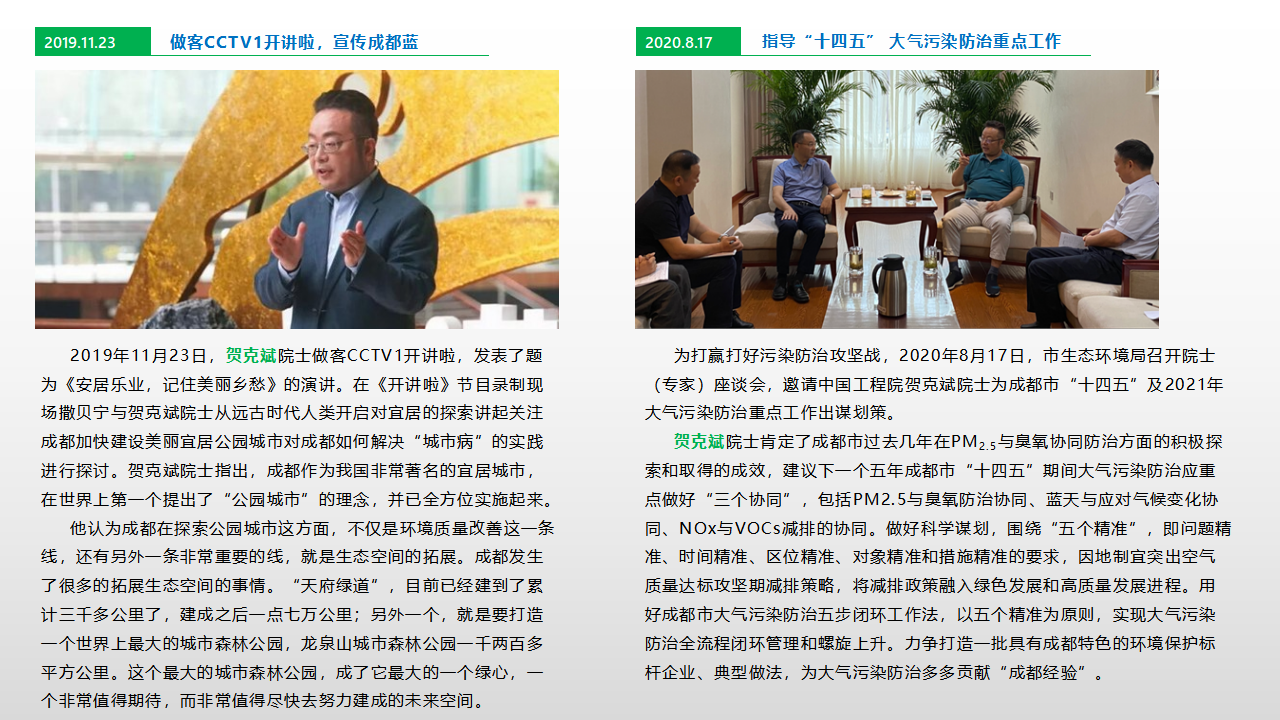 2019.11.23
做客CCTV1开讲啦，宣传成都蓝
2019年11月23日，贺克斌院士做客CCTV1开讲啦，发表了题
为《安居乐业，记住美丽乡愁》的演讲。在《开讲啦》节目录制现
场撒贝宁与贺克斌院士从远古时代人类开启对宜居的探索讲起关注
成都加快建设美丽宜居公园城市对成都如何解决“城市病”的实践
进行探讨。贺克斌院士指出，成都作为我国非常著名的宜居城市，
在世界上第一个提出了“公园城市”的理念，并已全方位实施起来。
他认为成都在探索公园城市这方面，不仅是环境质量改善这一条
线，还有另外一条非常重要的线，就是生态空间的拓展。成都发生
了很多的拓展生态空间的事情。“天府绿道”，目前已经建到了累
计三千多公里了，建成之后一点七万公里；另外一个，就是要打造
一个世界上最大的城市森林公园，龙泉山城市森林公园一千两百多
平方公里。这个最大的城市森林公园，成了它最大的一个绿心，一
个非常值得期待，而非常值得尽快去努力建成的未来空间。
2020.8.17
指导“十四五” 大气污染防治重点工作
为打赢打好污染防治攻坚战，2020年8月17日，市生态环境局召开院士
（专家）座谈会，邀请中国工程院贺克斌院士为成都市“十四五”及2021年
大气污染防治重点工作出谋划策。
贺克斌院士肯定了成都市过去几年在PM2.5与臭氧协同防治方面的积极探
索和取得的成效，建议下一个五年成都市“十四五”期间大气污染防治应重
点做好“三个协同”，包括PM2.5与臭氧防治协同、蓝天与应对气候变化协
同、NOx与VOCs减排的协同。做好科学谋划，围绕“五个精准”，即问题精
准、时间精准、区位精准、对象精准和措施精准的要求，因地制宜突出空气
质量达标攻坚期减排策略，将减排政策融入绿色发展和高质量发展进程。用
好成都市大气污染防治五步闭环工作法，以五个精准为原则，实现大气污染
防治全流程闭环管理和螺旋上升。力争打造一批具有成都特色的环境保护标
杆企业、典型做法，为大气污染防治多多贡献“成都经验”。